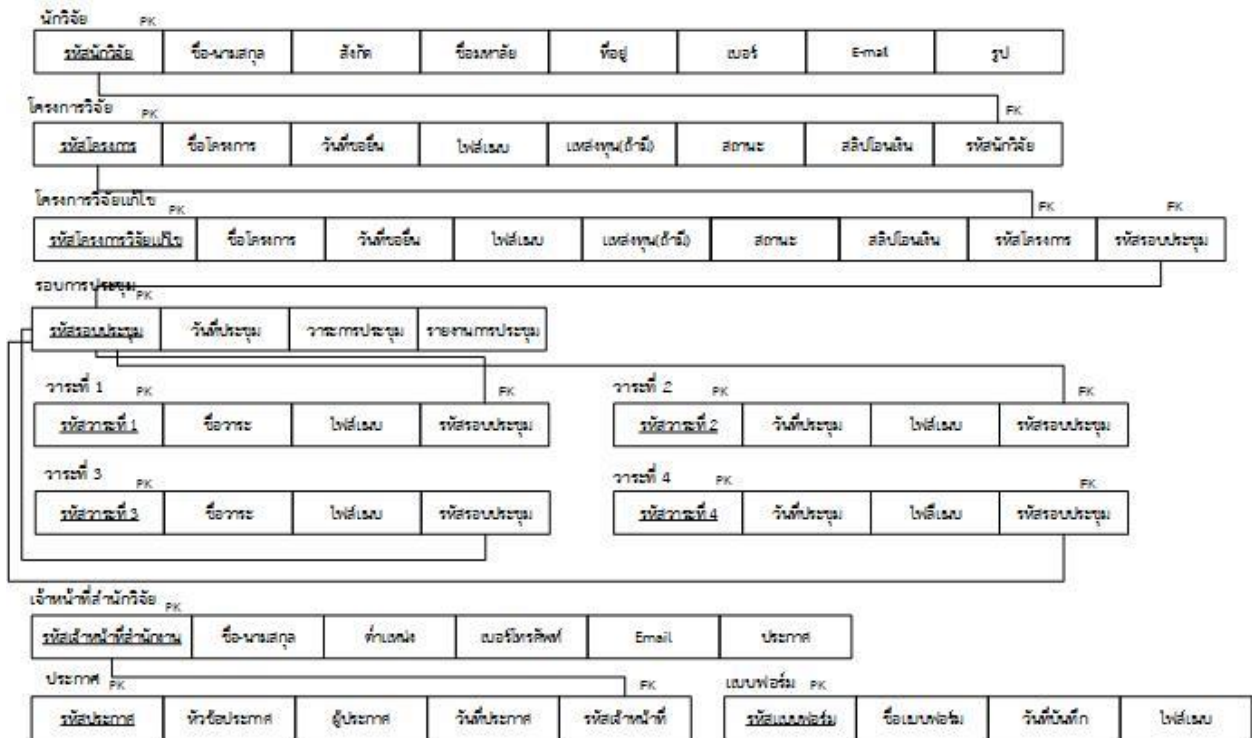 นักวิจัย PK
รหัสนักวิจัย ชื่อ-นามสกุล สังกัด ชื่อมหาลัย ที่อยู่ เบอร์ E-mail รูป
โครงการวิจัย PK FK
รหัสโครงการ ชื่อโครงการ วันที่ขอยื่น ไฟล์แนบ แหล่งทุน(ถ้ามี) สถานะ สลิปโอนเงิน รหัสนักวิจัย
โครงการวิจัยแก้ไข PK FK FK
รหัสโครงการวิจัยแก้ไข ชื่อโครงการ วันที่ขอยื่น ไฟล์แนบ แหล่งทุน(ถ้ามี) สถานะ สลิปโอนเงิน รหัสโครงการ รหัสรอบประชุม
รอบการประชุม PK
รหัสรอบประชุม วันที่ประชุม วาระการประชุม รายงานการประชุม
วาระที่ 1 PK FK วาระที่ 2 PK FK
รหัสวาระที่ 1 ชื่อวาระ ไฟล์แนบ รหัสรอบประชุม รหัสวาระที่ 2 วันที่ประชุม ไฟล์แนบ รหัสรอบประชุม
วาระที่ 3 PK วาระที่ 4 PK FK
รหัสวาระที่ 3 ชื่อวาระ ไฟล์แนบ รหัสรอบประชุม รหัสวาระที่ 4 วันที่ประชุม ไฟล์แนบ รหัสรอบประชุม
เจ้าหน้าที่สำนักวิจัย PK
รหัสเจ้าหน้าที่สำนักงาน ชื่อ-นามสกุล ตำแหน่ง เบอร์โทรศัพท์ Email ประกาศ
ประกาศ PK FK แบบฟอร์ม PK
รหัสประกาศ หัวข้อประกาศ ผู้ประกาศ วันที่ประกาศ รหัสเจ้าหน้าที่ รหัสแบบฟอร์ม ชื่อแบบฟอร์ม วันที่บันทึก ไฟล์แนบ